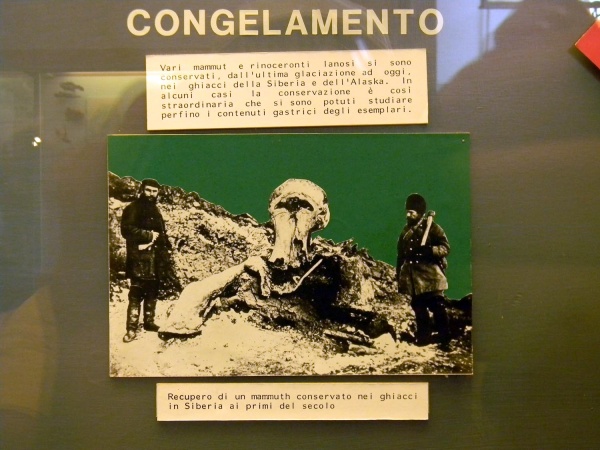 CONGELAMENTO
Vari mammut e rinoceronti lanosi si sono
conservati, dall'ultima glaciazione ad oggi,
nei ghiacci della Siberia e dell'Alaska. In
alcuni casi la conservazione è così
straordinaria che si sono potuti studiare
perfino i contenuti gastrici degli esemplari.
Recupero di un mammuth conservato nei ghiacci
in Siberia ai primi del secolo